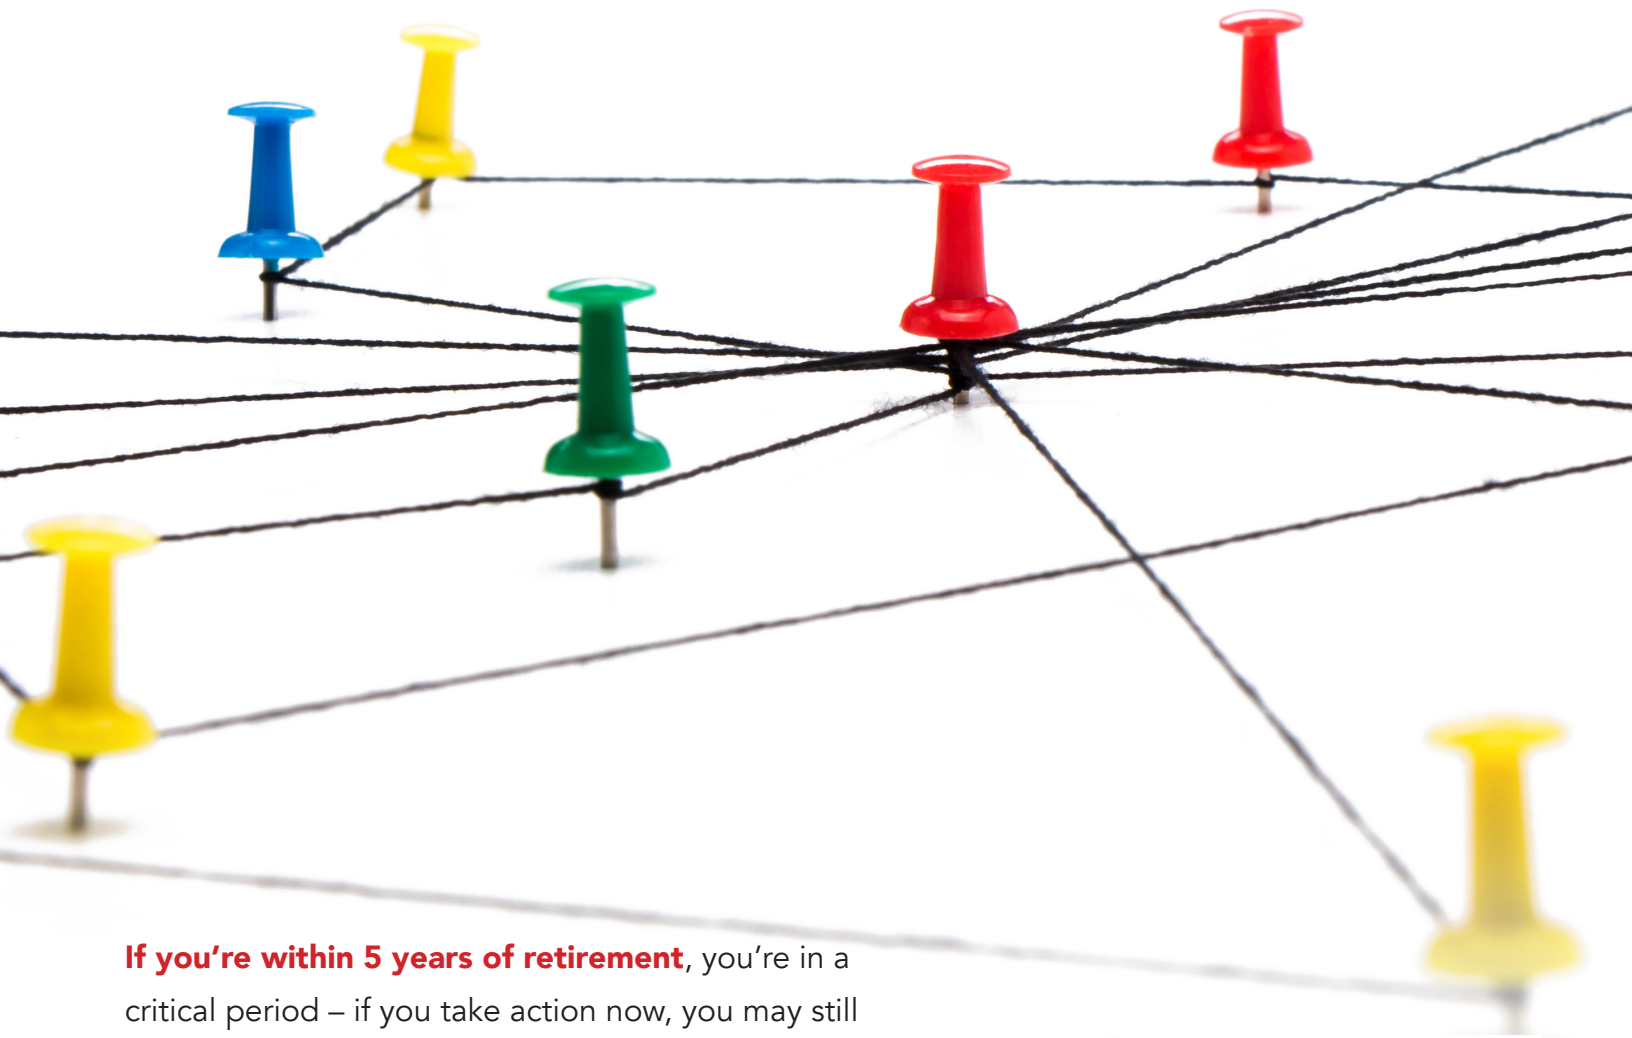 If you’re within 5 years of retirement, you’re in a
critical period – if you take action now, you may still